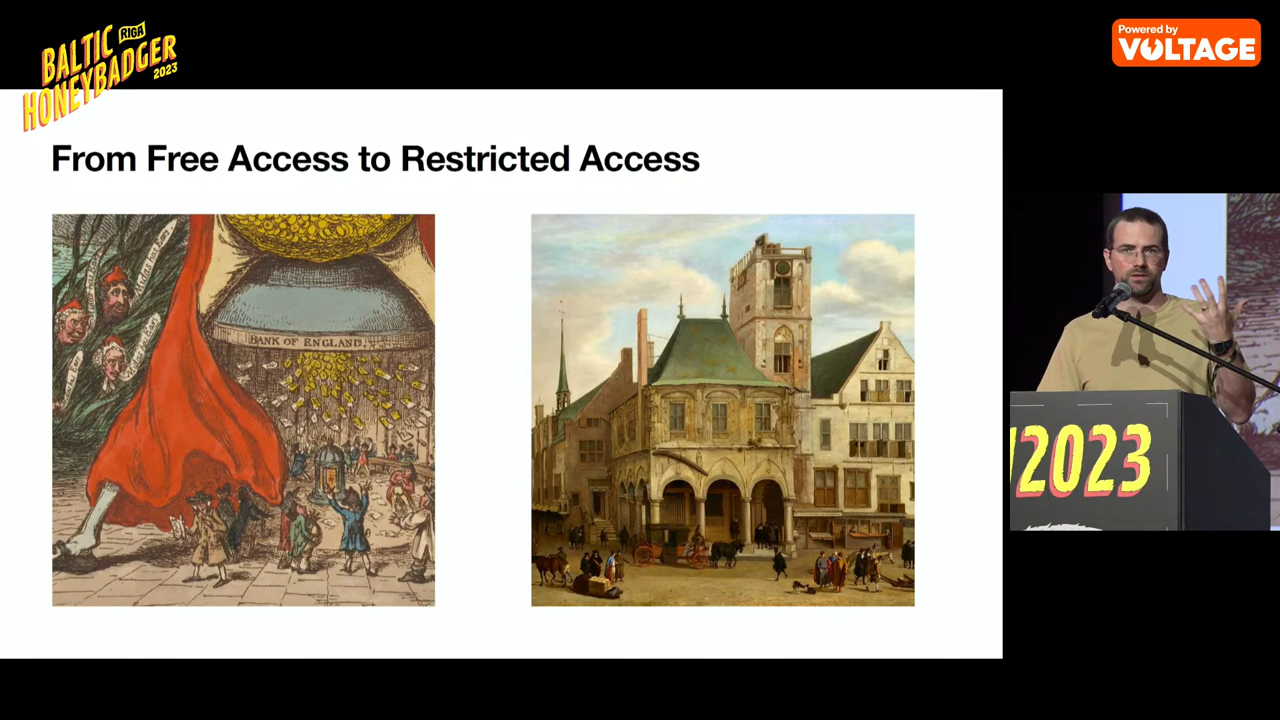 BALTIC
RIGA
HONEYBADGER
2023
Powered by
VOLTAGE
From Free Access to Restricted Access
BANK OF ENGLAND
2023